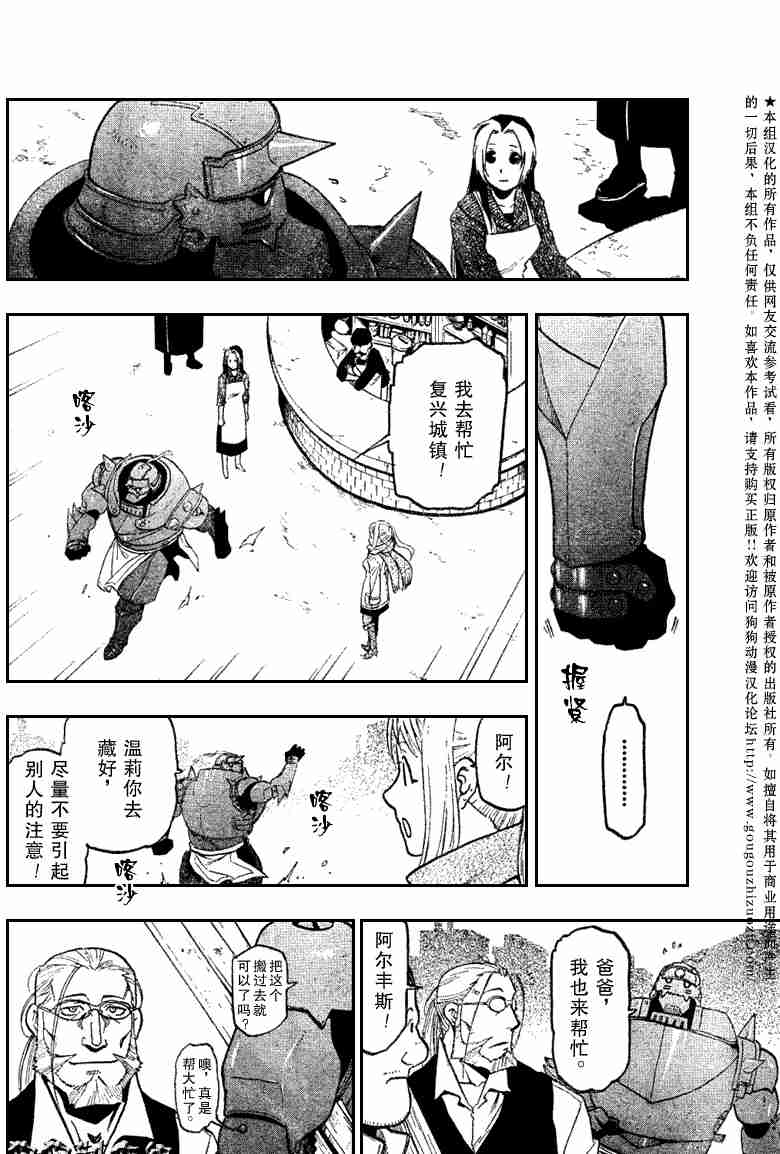 ………
握
紧
我去帮忙
复兴城镇！
喀
沙
阿尔！
喀
沙
温莉你去
藏好，
尽量不要引起
别人的注意！
喀
沙
爸爸，
我也来帮忙。
阿尔丰斯！
把这个
搬过去就
可以了吗？
噢，真是
帮大忙了。
★本组汉化的所有作品，仅供网友交流参考试看，所有版权归原作者和被原作者授权的出版社所有。如擅自将其用于商业用
的一切后果，本组不负任何责任。如喜欢本作品，请支持购买正版!!欢迎访问狗狗动漫汉化论坛http://www.gougouzhizuo